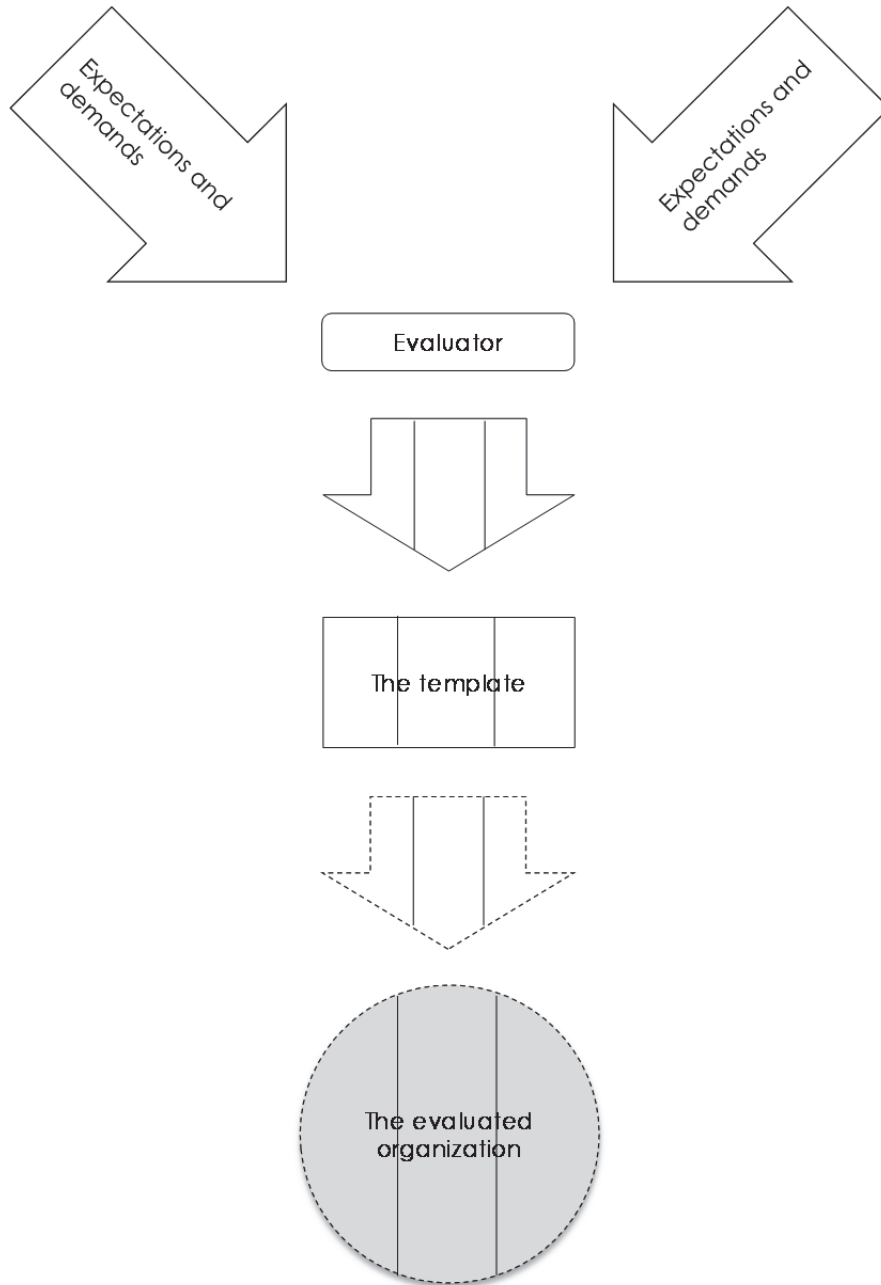 Expectations and
demands
Expectations and
demands
Evaluator
The template
The evaluated
organization